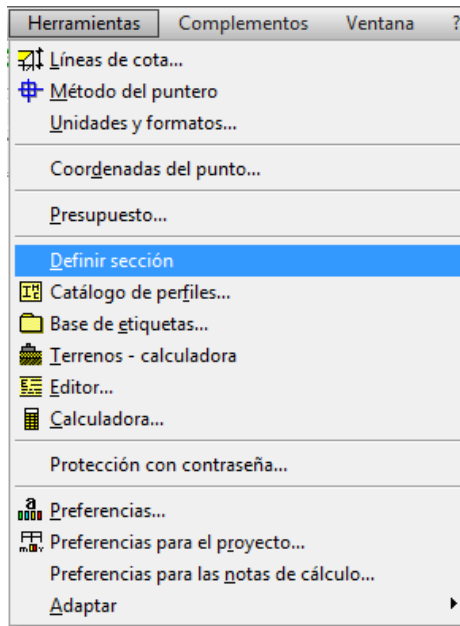 Herramientas Complementos Ventana ?
Líneas de cota...
Método del puntero
Unidades y formatos...
Coordenadas del punto...
Presupuesto...
Definir sección
Catálogo de perfiles...
Base de etiquetas...
Terrenos - calculadora
Editor...
Calculadora...
Protección con contraseña...
Preferencias...
Preferencias para el proyecto...
Preferencias para las notas de cálculo...
Adaptar